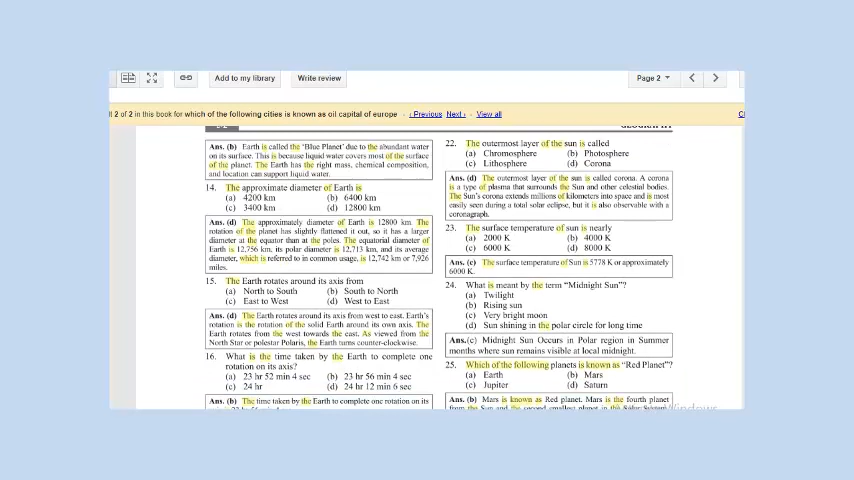 Add to my library
Write review
Page 2
ll 2 of 2 in this book for which of the following cities is known as oil capital of europe
‹ Previous Next › View all
Cl
GEOGRAPHY
Ans. (b) Earth is called the 'Blue Planet' due to the abundant water
on its surface. This is because liquid water covers most of the surface
of the planet. The Earth has the right mass, chemical composition,
and location can support liquid water.
14. The approximate diameter of Earth is
(a) 4200 km (b) 6400 km
(c) 3400 km (d) 12800 km
Ans. (d) The approximately diameter of Earth is 12800 km. The
rotation of the planet has slightly flattened it out, so it has a larger
diameter at the equator than at the poles. The equatorial diameter of
Earth is 12,756 km, its polar diameter is 12,713 km, and its average
diameter, which is referred to in common usage, is 12,742 km or 7,926
miles.
15. The Earth rotates around its axis from
(a) North to South (b) South to North
(c) East to West (d) West to East
Ans. (d) The Earth rotates around its axis from west to east. Earth's
rotation is the rotation of the solid Earth around its own axis. The
Earth rotates from the west towards the east. As viewed from the
North Star or polestar Polaris, the Earth turns counter-clockwise.
16. What is the time taken by the Earth to complete one
rotation on its axis?
(a) 23 hr 52 min 4 sec (b) 23 hr 56 min 4 sec
(c) 24 hr (d) 24 hr 12 min 6 sec
Ans. (b) The time taken by the Earth to complete one rotation on its
22. The outermost layer of the sun is called
(a) Chromosphere (b) Photosphere
(c) Lithosphere (d) Corona
Ans. (d) The outermost layer of the sun is called corona. A corona
is a type of plasma that surrounds the Sun and other celestial bodies.
The Sun's corona extends millions of kilometers into space and is most
easily seen during a total solar eclipse, but it is also observable with a
coronagraph.
23. The surface temperature of sun is nearly
(a) 2000 K (b) 4000 K
(c) 6000 K (d) 8000 K
Ans. (c) The surface temperature of Sun is 5778 K or approximately
6000 K.
24. What is meant by the term "Midnight Sun"?
(a) Twilight
(b) Rising sun
(c) Very bright moon
(d) Sun shining in the polar circle for long time
Ans.(c) Midnight Sun Occurs in Polar region in Summer
months where sun remains visible at local midnight.
25. Which of the following planets is known as "Red Planet"?
(a) Earth (b) Mars
(c) Jupiter (d) Saturn
Ans. (b) Mars is known as Red planet. Mars is the fourth planet
from the Sun and the second smallest planet in the Solar System
Windows